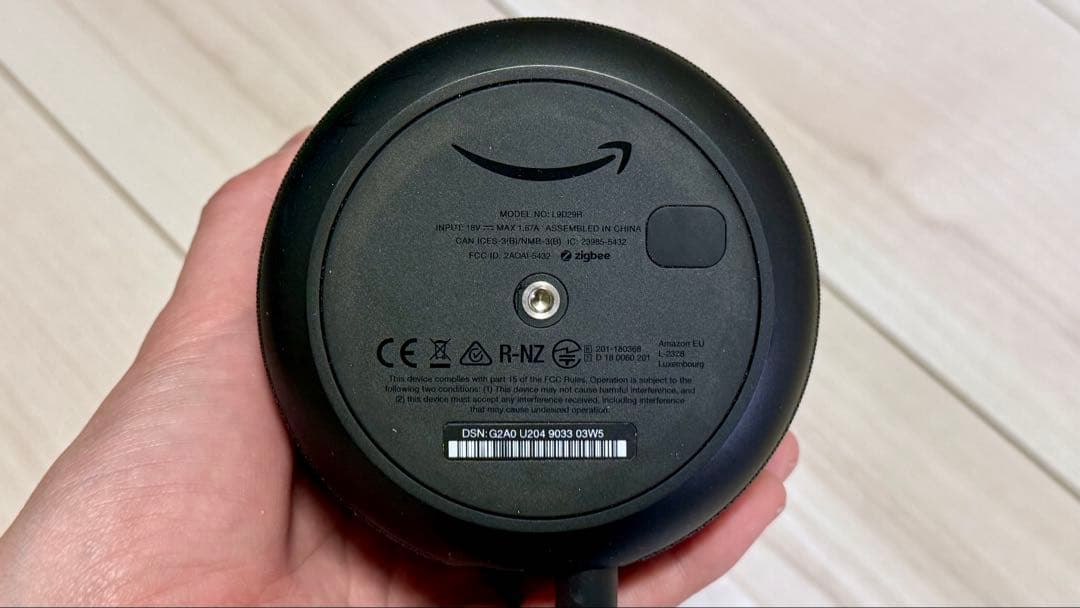 MODEL NO: L9D29R
INPUT: 18V ⎓ MAX 1.67A ASSEMBLED IN CHINA
CAN ICES-3(B)/NMB-3(B) IC: 23985-5432
FCC ID: 2AOAI-5432 zigbee
CE R-NZ R 201-180368
T D 18 0060 201
Amazon EU
L-2328
Luxembourg
This device complies with part 15 of the FCC Rules. Operation is subject to the
following two conditions: (1) This device may not cause harmful interference, and
(2) this device must accept any interference received, including interference
that may cause undesired operation.
DSN: G2A0 U204 9033 03W5